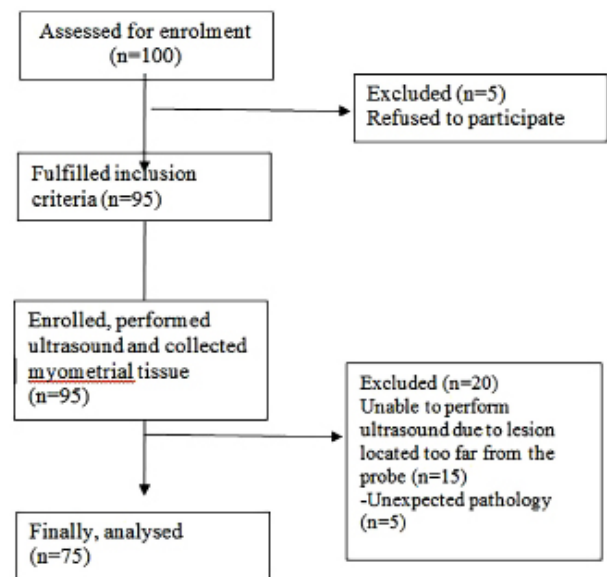 Assessed for enrolment
(n=100)
Excluded (n=5)
Refused to participate
Fulfilled inclusion
criteria (n=95)
Enrolled, performed
ultrasound and collected
myometrial tissue
(n=95)
Excluded (n=20)
Unable to perform
ultrasound due to lesion
located too far from the
probe (n=15)
-Unexpected pathology
(n=5)
Finally, analysed
(n=75)